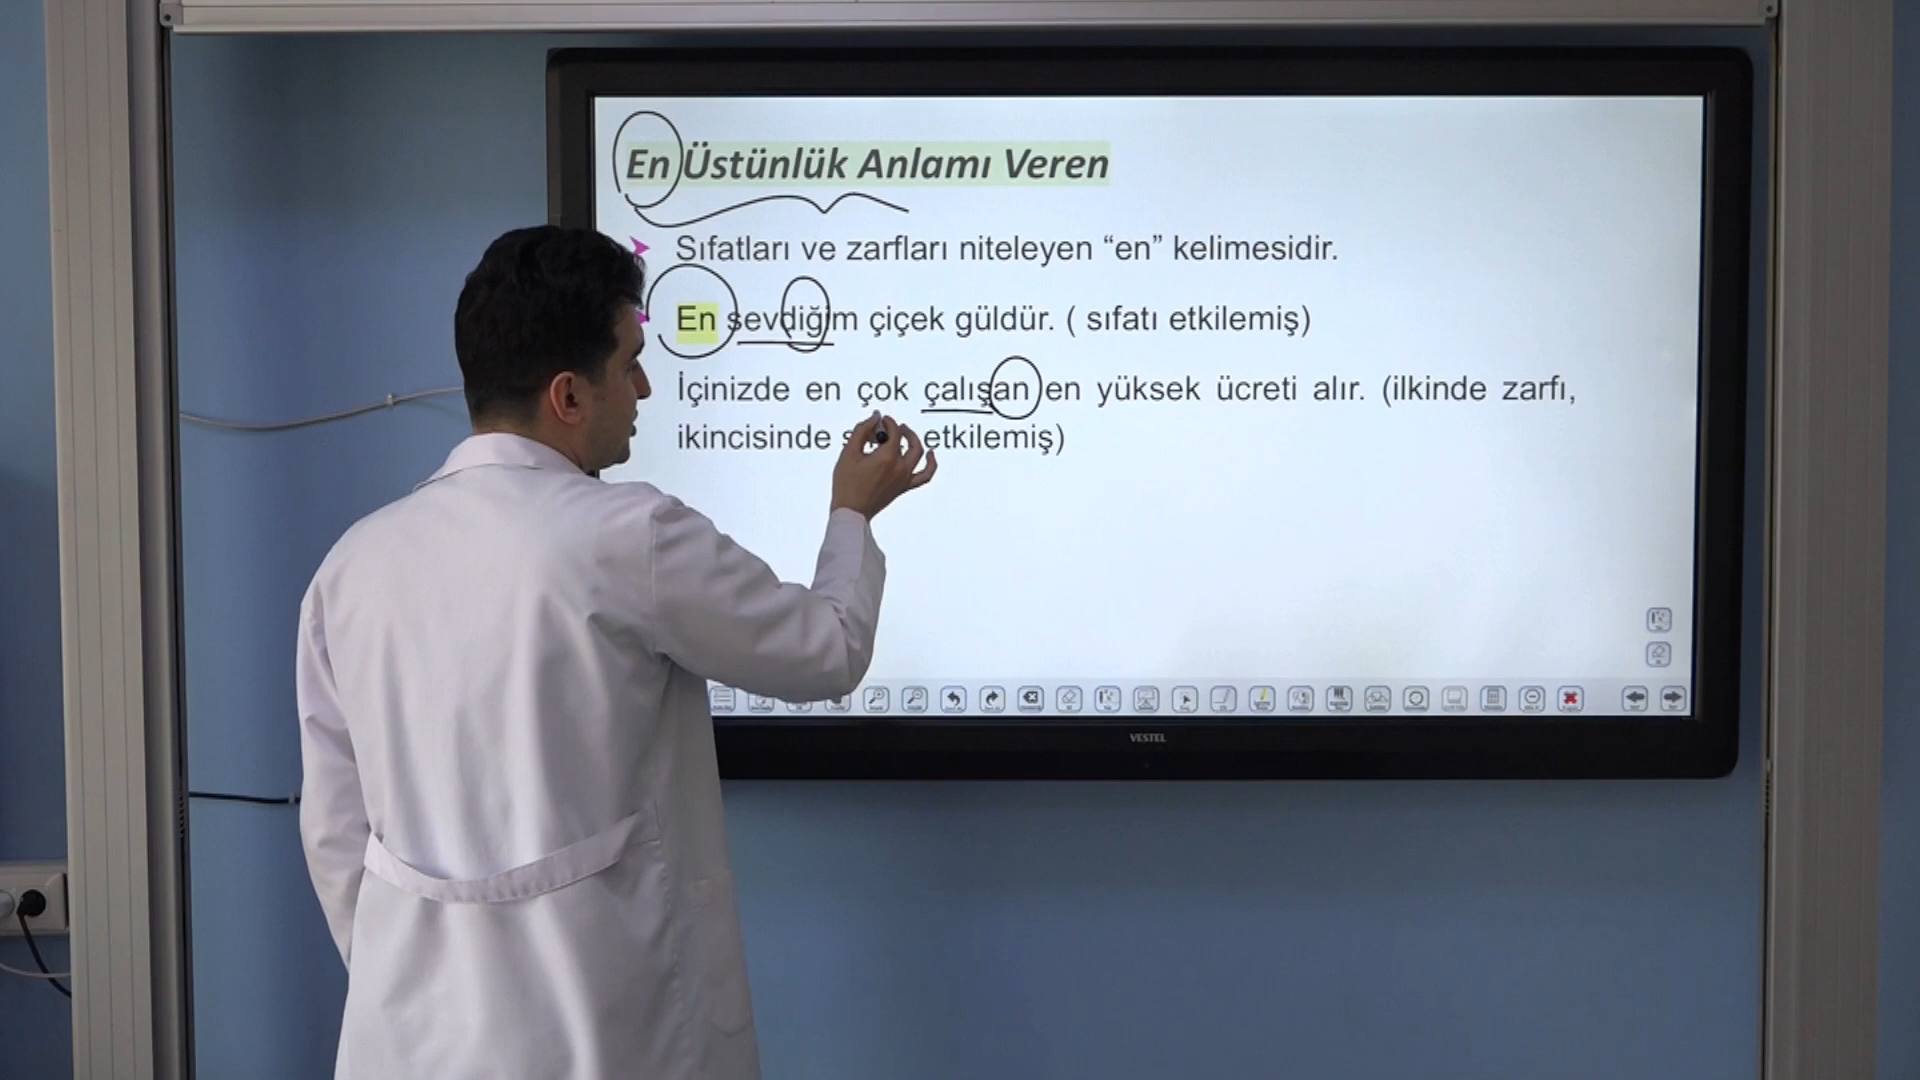 En Üstünlük Anlamı Veren
Sıfatları ve zarfları niteleyen “en” kelimesidir.
En sevdiğim çiçek güldür. ( sıfatı etkilemiş)
İçinizde en çok çalışan en yüksek ücreti alır. (ilkinde zarfı,
ikincisinde etkilemiş)
VESTEL